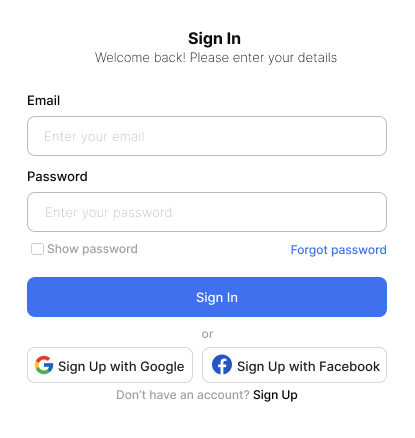 Sign In
Welcome back! Please enter your details
Email
Enter your email
Password
Enter your password
Show password Forgot password
Sign In
or
Sign Up with Google Sign Up with Facebook
Don't have an account? Sign Up